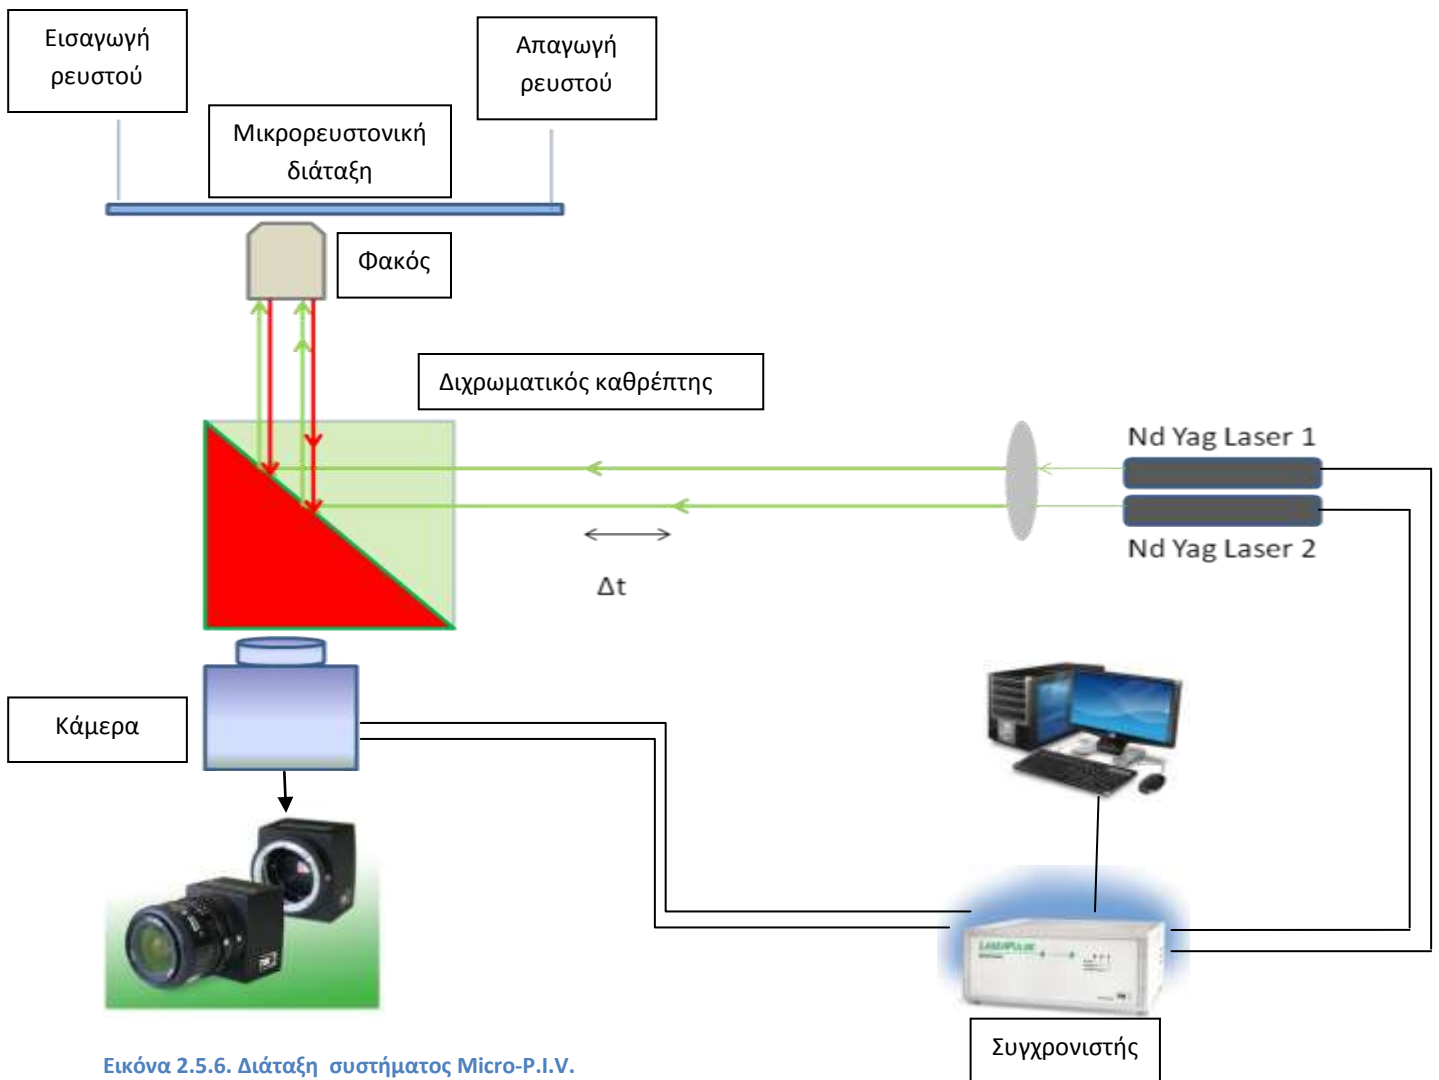 Εισαγωγή
ρευστού
Απαγωγή
ρευστού
Μικρορευστονική
διάταξη
Φακός
Διχρωματικός καθρέπτης
Nd Yag Laser 1
Nd Yag Laser 2
Δt
Κάμερα
LASERPULSE
Συγχρονιστής
Εικόνα 2.5.6. Διάταξη συστήματος Micro-P.I.V.